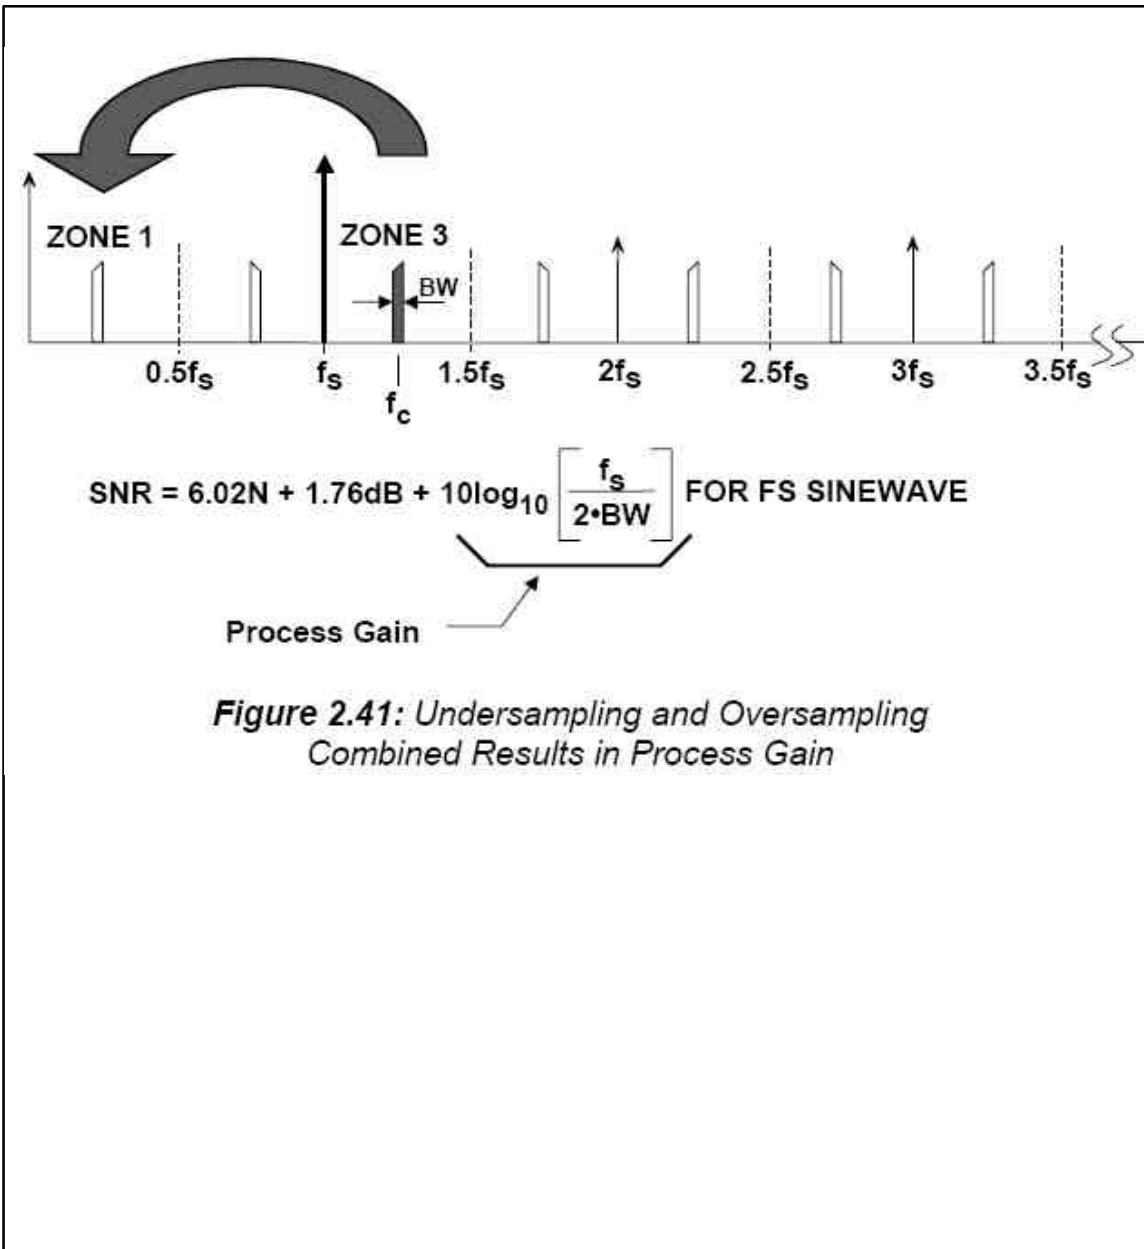 ZONE 1
ZONE 3
BW
0.5fs
fs
fc
1.5fs
2fs
2.5fs
3fs
3.5fs
SNR = 6.02N + 1.76dB + 10log10 [ fs / 2•BW ] FOR FS SINEWAVE
Process Gain
Figure 2.41: Undersampling and Oversampling
Combined Results in Process Gain